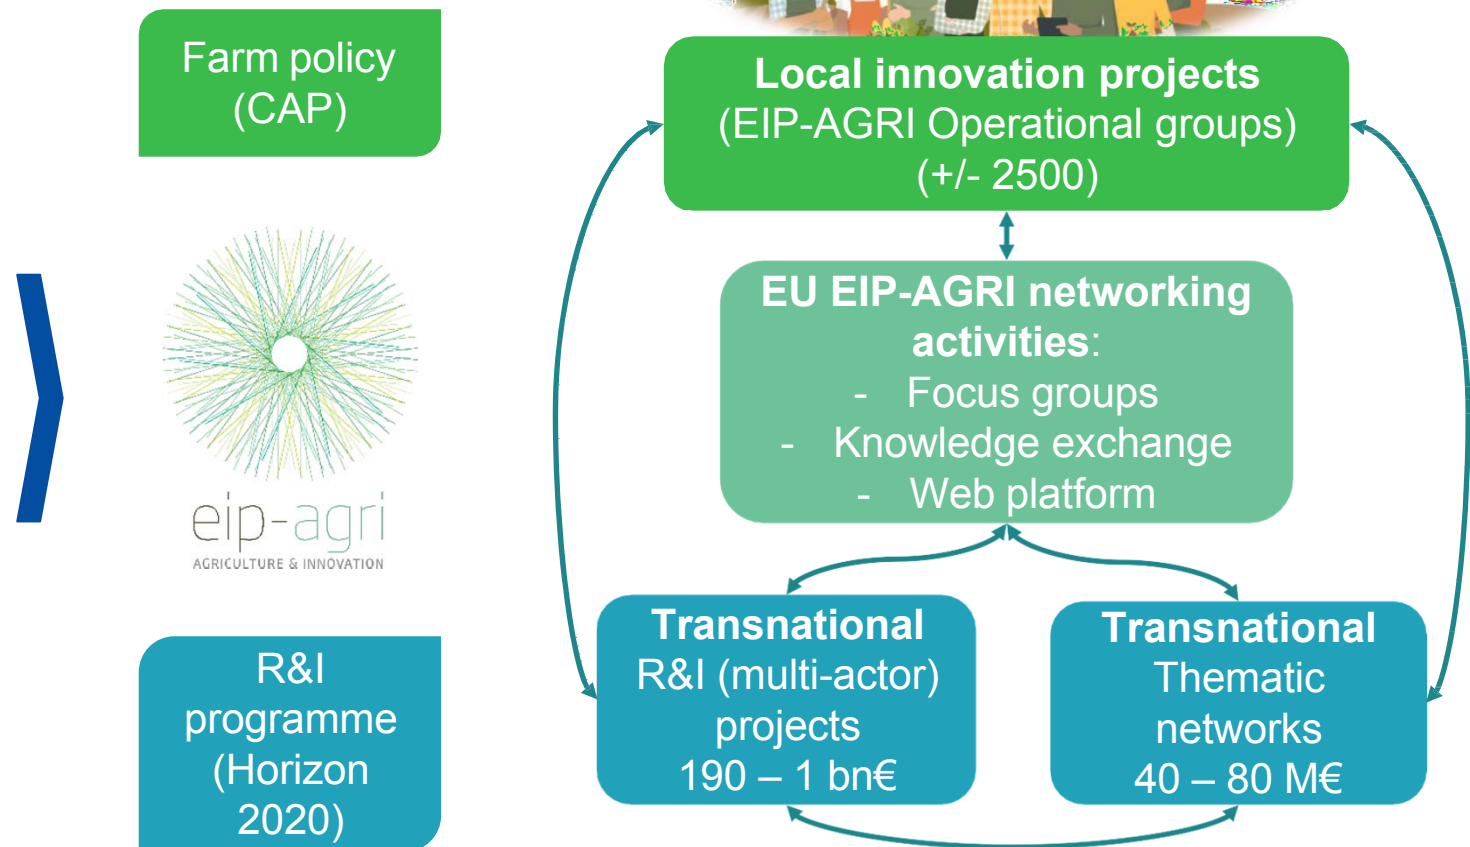 Farm policy
(CAP)
eip-agri
AGRICULTURE & INNOVATION
R&I
programme
(Horizon
2020)
Local innovation projects
(EIP-AGRI Operational groups)
(+/- 2500)
EU EIP-AGRI networking
activities:
- Focus groups
- Knowledge exchange
- Web platform
Transnational
R&I (multi-actor)
projects
190 – 1 bn€
Transnational
Thematic
networks
40 – 80 M€